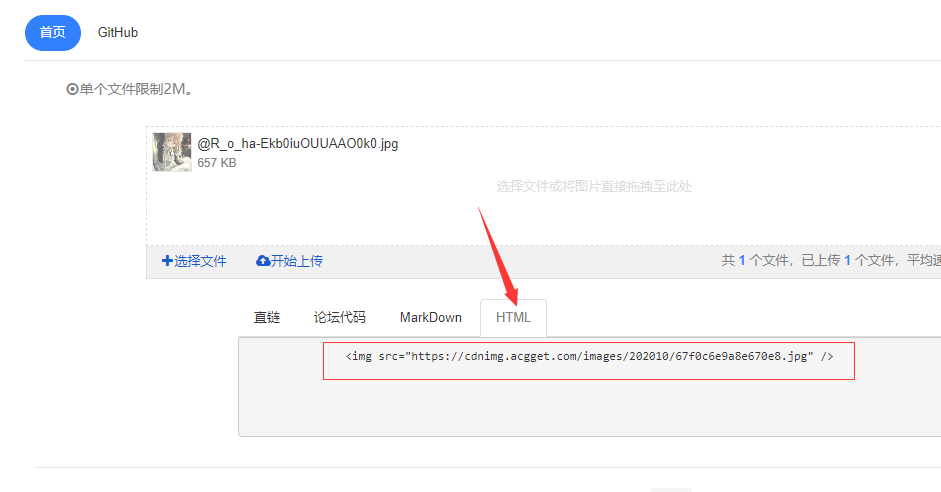 首页 GitHub
单个文件限制2M。
@R_o_ha-Ekb0iuOUUAAO0k0.jpg
657 KB
选择文件或将图片直接拖拽至此处
选择文件 开始上传 共 1 个文件，已上传 1 个文件，平均速
直链 论坛代码 MarkDown HTML
<img src="https://cdnimg.acgget.com/images/202010/67f0c6e9a8e670e8.jpg" />